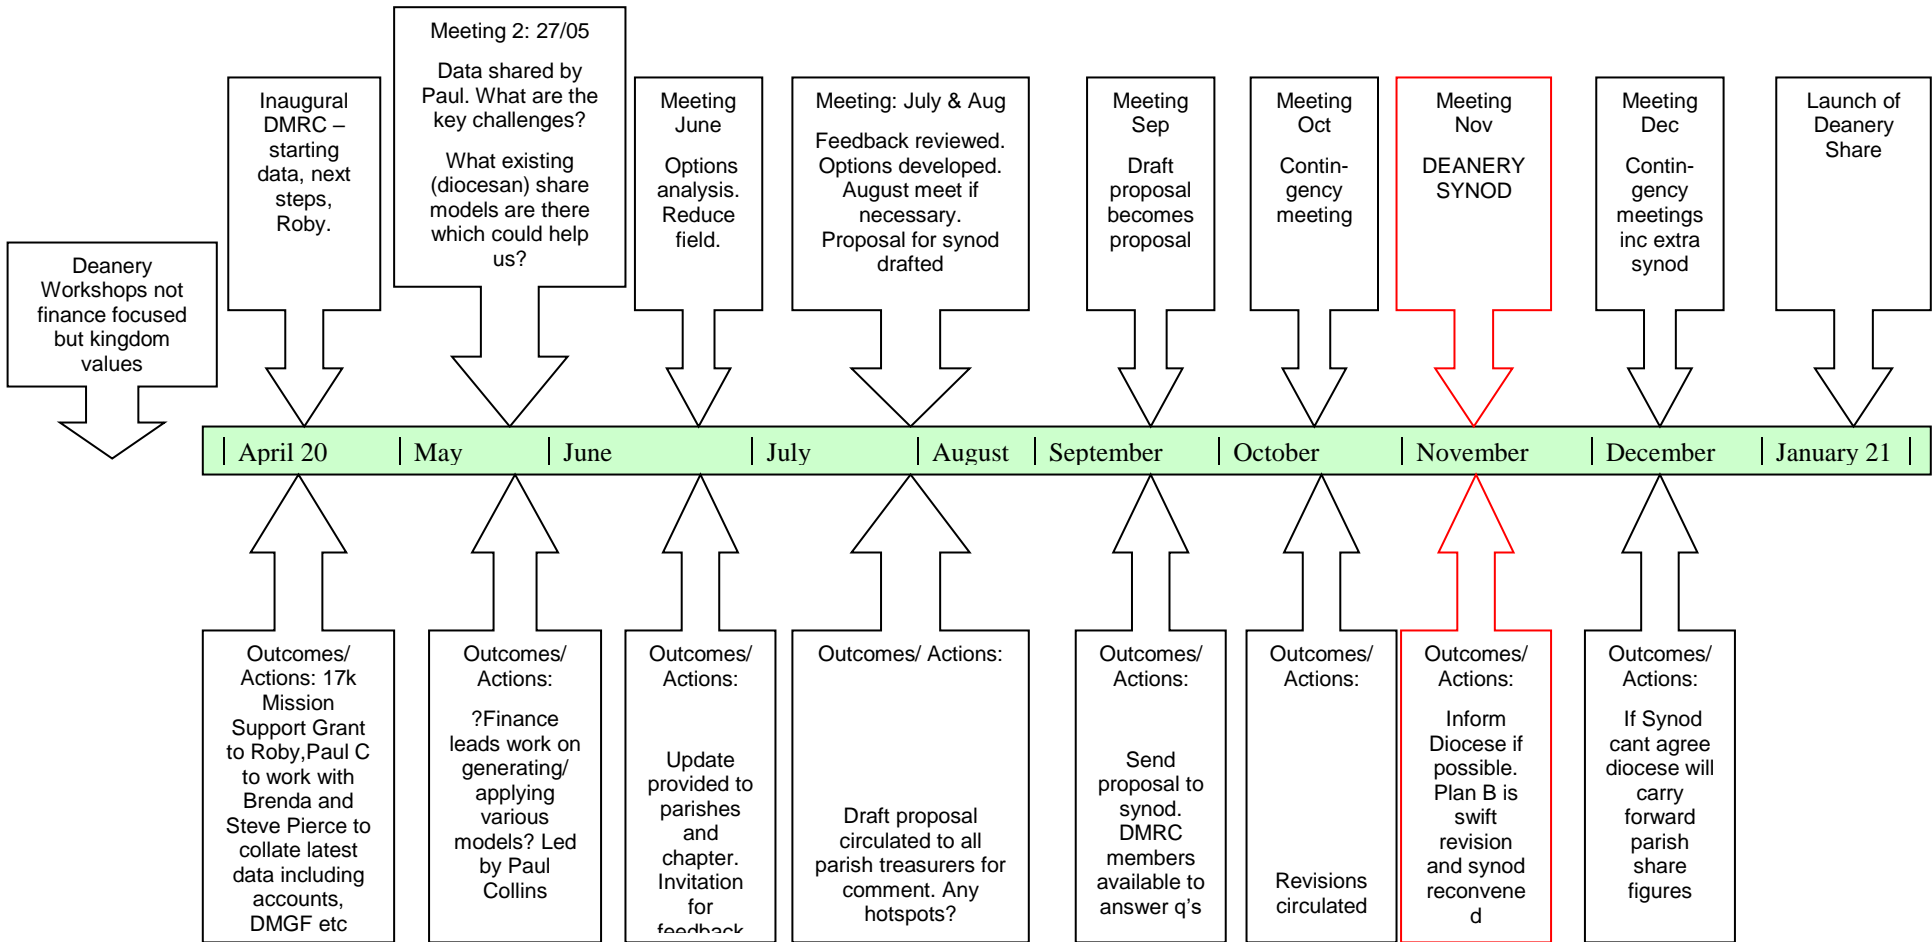 Deanery
Workshops not
finance focused
but kingdom
values
Inaugural
DMRC –
starting
data, next
steps,
Roby.
Meeting 2: 27/05
Data shared by
Paul. What are the
key challenges?
What existing
(diocesan) share
models are there
which could help
us?
Meeting
June
Options
analysis.
Reduce
field.
Meeting: July & Aug
Feedback reviewed.
Options developed.
August meet if
necessary.
Proposal for synod
drafted
Meeting
Sep
Draft
proposal
becomes
proposal
Meeting
Oct
Contin-
gency
meeting
Meeting
Nov
DEANERY
SYNOD
Meeting
Dec
Contin-
gency
meetings
inc extra
synod
Launch of
Deanery
Share
| April 20 | May | June | July | August | September | October | November | December | January 21 |
Outcomes/
Actions: 17k
Mission
Support Grant
to Roby,Paul C
to work with
Brenda and
Steve Pierce to
collate latest
data including
accounts,
DMGF etc
Outcomes/
Actions:
?Finance
leads work on
generating/
applying
various
models? Led
by Paul
Collins
Outcomes/
Actions:
Update
provided to
parishes
and
chapter.
Invitation
for
feedback
Outcomes/ Actions:
Draft proposal
circulated to all
parish treasurers for
comment. Any
hotspots?
Outcomes/
Actions:
Send
proposal to
synod.
DMRC
members
available to
answer q's
Outcomes/
Actions:
Revisions
circulated
Outcomes/
Actions:
Inform
Diocese if
possible.
Plan B is
swift
revision
and synod
reconvene
d
Outcomes/
Actions:
If Synod
cant agree
diocese will
carry
forward
parish
share
figures